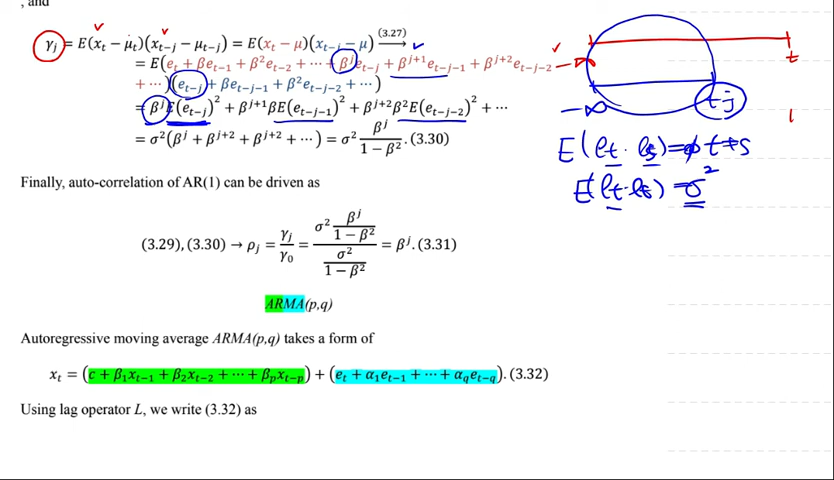 , and
γⱼ = E(xₜ − μₜ)(xₜ₋ⱼ − μₜ₋ⱼ) = E(xₜ − μ)(xₜ₋ⱼ − μ) (3.27)→
= E(eₜ + βeₜ₋₁ + β²eₜ₋₂ + ⋯ + βʲeₜ₋ⱼ + βʲ⁺¹eₜ₋ⱼ₋₁ + βʲ⁺²eₜ₋ⱼ₋₂
+ ⋯)(eₜ₋ⱼ + βeₜ₋ⱼ₋₁ + β²eₜ₋ⱼ₋₂ + ⋯)
= βʲE(eₜ₋ⱼ)² + βʲ⁺¹βE(eₜ₋ⱼ₋₁)² + βʲ⁺²β²E(eₜ₋ⱼ₋₂)² + ⋯
= σ²(βʲ + βʲ⁺² + βʲ⁺² + ⋯) = σ² βʲ/(1 − β²). (3.30)
Finally, auto-correlation of AR(1) can be driven as
(3.29), (3.30) → ρⱼ = γⱼ/γ₀ = (σ² βʲ/(1 − β²))/(σ²/(1 − β²)) = βʲ. (3.31)
ARMA(p,q)
Autoregressive moving average ARMA(p,q) takes a form of
xₜ = (c + β₁xₜ₋₁ + β₂xₜ₋₂ + ⋯ + βₚxₜ₋ₚ) + (eₜ + α₁eₜ₋₁ + ⋯ + α_q eₜ₋q). (3.32)
Using lag operator L, we write (3.32) as
t
−∞
t-j
E(eₜ · eₛ) = 0 t≠s
E(eₜ·eₜ) = σ²